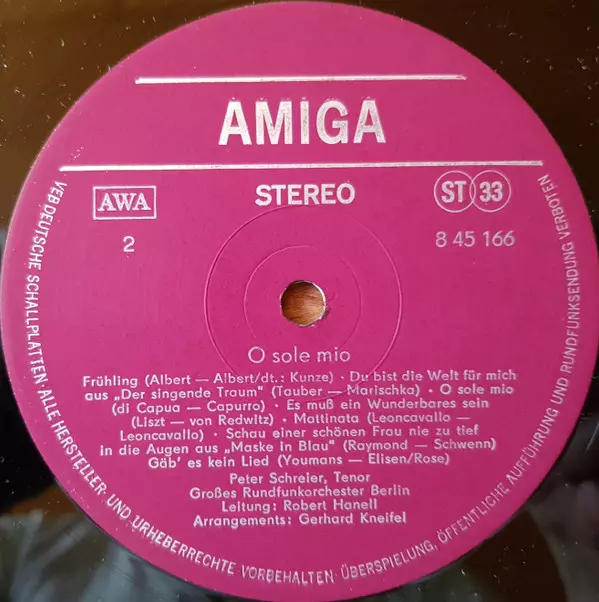 AMIGA
AWA
STEREO
ST 33
2
8 45 166
O sole mio
Frühling (Albert — Albert/dt.: Kunze) · Du bist die Welt für mich
aus „Der singende Traum" (Tauber — Marischka) · O sole mio
(di Capua — Capurro) · Es muß ein Wunderbares sein
(Liszt — von Redwitz) · Mattinata (Leoncavallo —
Leoncavallo) · Schau einer schönen Frau nie zu tief
in die Augen aus „Maske in Blau" (Raymond — Schwenn)
Gäb' es kein Lied (Youmans — Elisen/Rose)
Peter Schreier, Tenor
Großes Rundfunkorchester Berlin
Leitung: Robert Hanell
Arrangements: Gerhard Kneifel
VEB DEUTSCHE SCHALLPLATTEN · ALLE HERSTELLER- UND URHEBERRECHTE VORBEHALTEN · ÜBERSPIELUNG, ÖFFENTLICHE AUFFÜHRUNG UND RUNDFUNKSENDUNG VERBOTEN